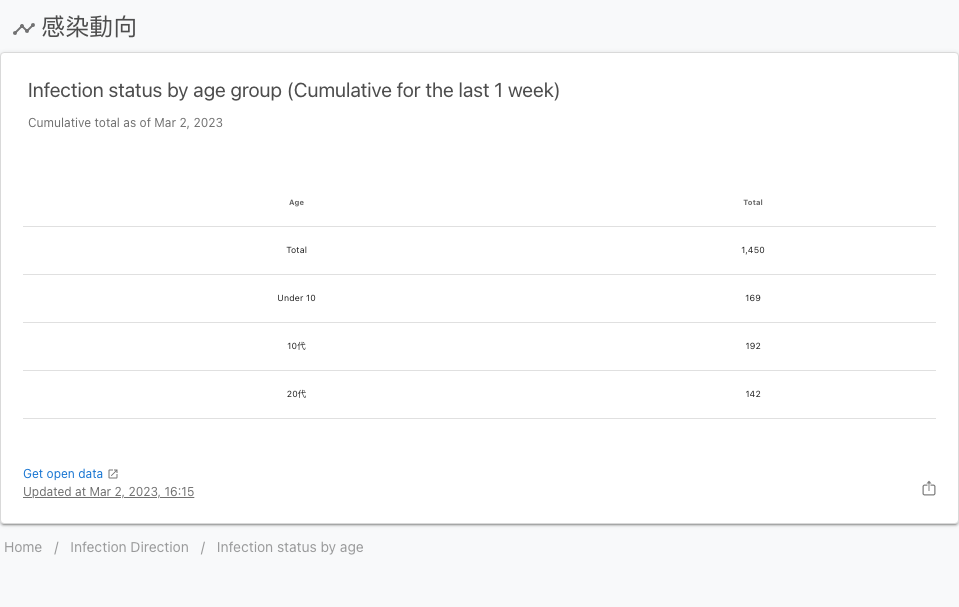 感染動向
Infection status by age group (Cumulative for the last 1 week)
Cumulative total as of Mar 2, 2023
Age Total
Total 1,450
Under 10 169
10代 192
20代 142
Get open data
Updated at Mar 2, 2023, 16:15
Home / Infection Direction / Infection status by age